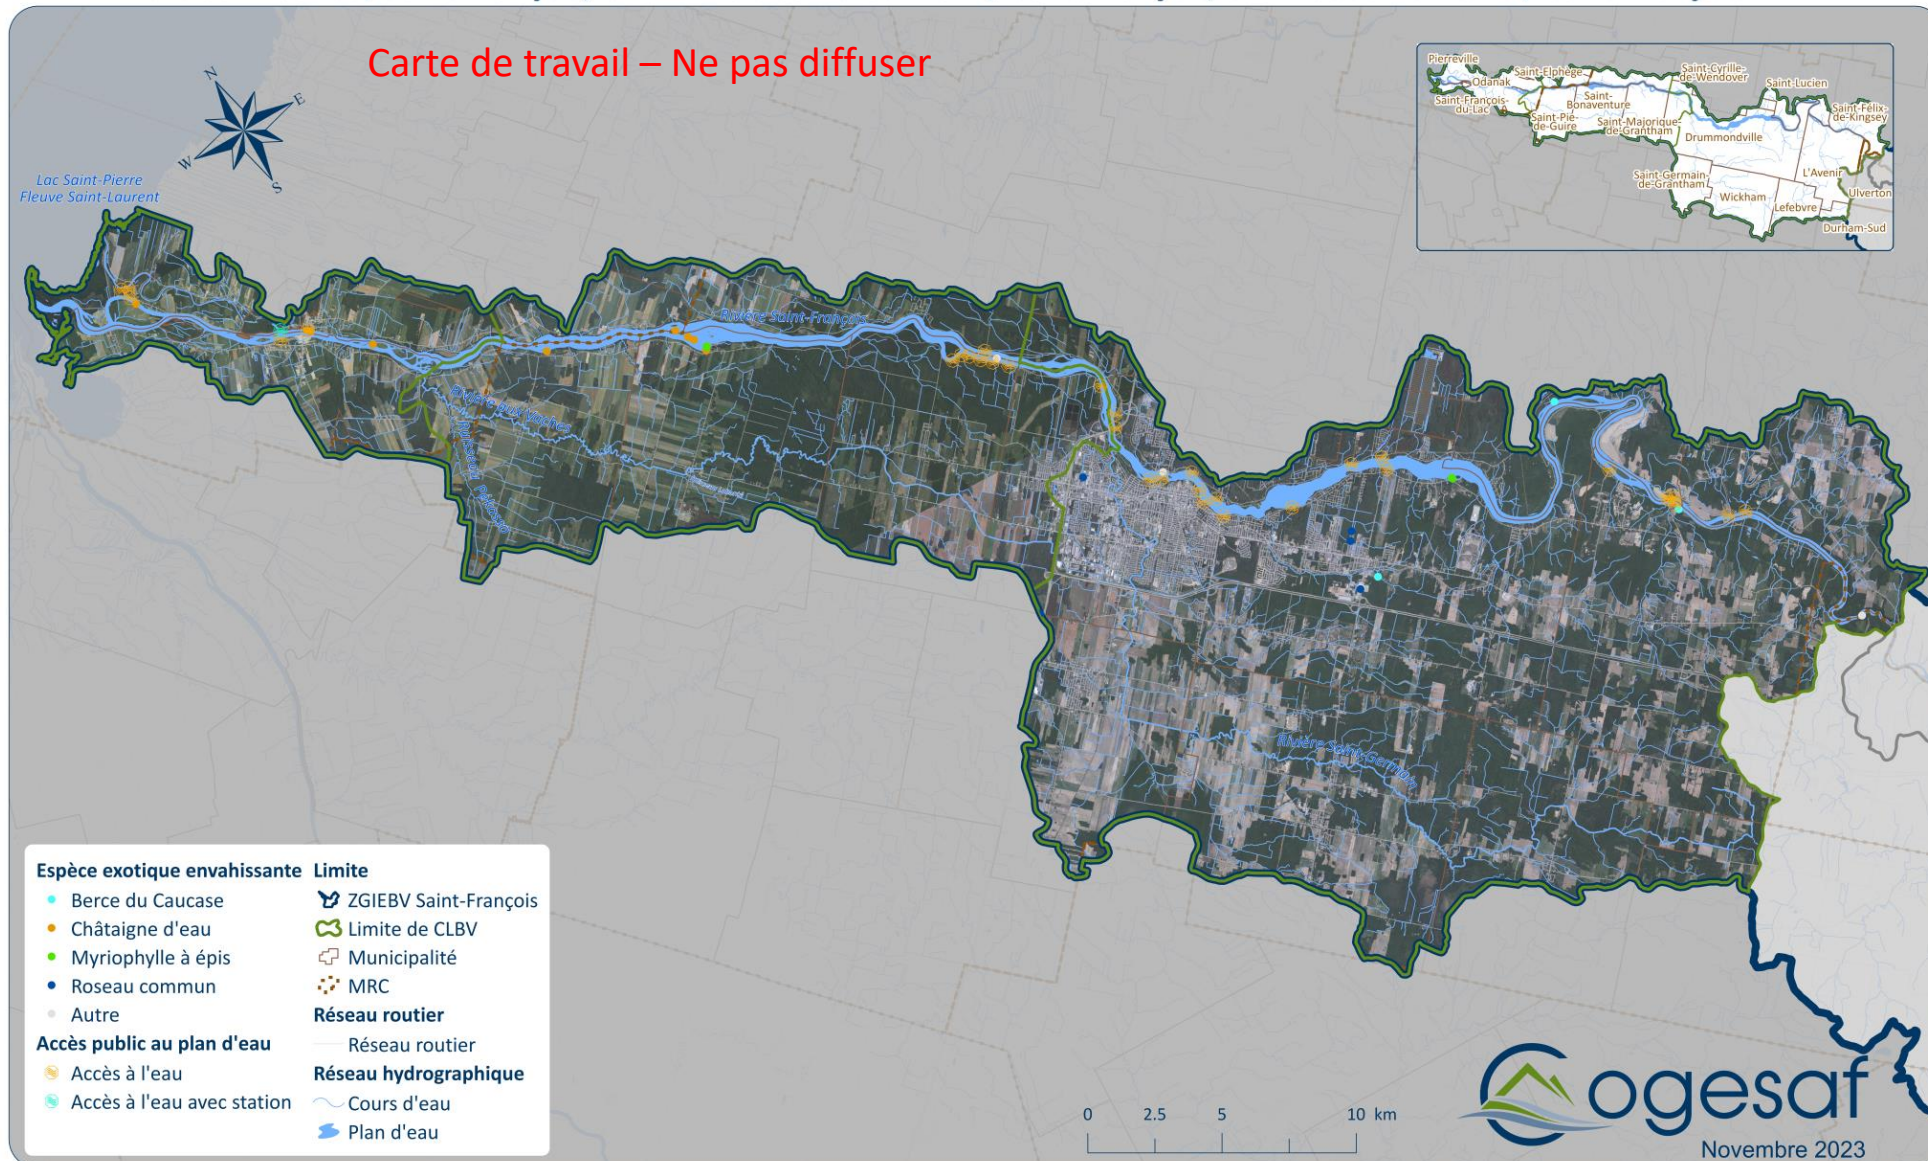 Carte de travail – Ne pas diffuser
N
E
W
S
Lac Saint-Pierre
Fleuve Saint-Laurent
Pierreville
Odanak
Saint-Elphège
Saint-François-
du-Lac
Saint-Pie-
de-Guire
Saint-
Bonaventure
Saint-Majorique-
de-Grantham
Saint-Cyrille-
de-Wendover
Saint-Lucien
Saint-Félix-
de-Kingsey
Drummondville
Saint-Germain-
de-Grantham
L'Avenir
Ulverton
Wickham
Lefebvre
Durham-Sud
Rivière Saint-François
Rivière aux Vaches
Rivière Saint-Germain
Espèce exotique envahissante
Berce du Caucase
Châtaigne d'eau
Myriophylle à épis
Roseau commun
Autre
Accès public au plan d'eau
Accès à l'eau
Accès à l'eau avec station
Limite
ZGIEBV Saint-François
Limite de CLBV
Municipalité
MRC
Réseau routier
Réseau routier
Réseau hydrographique
Cours d'eau
Plan d'eau
0 2.5 5 10 km
Cogesaf
Novembre 2023